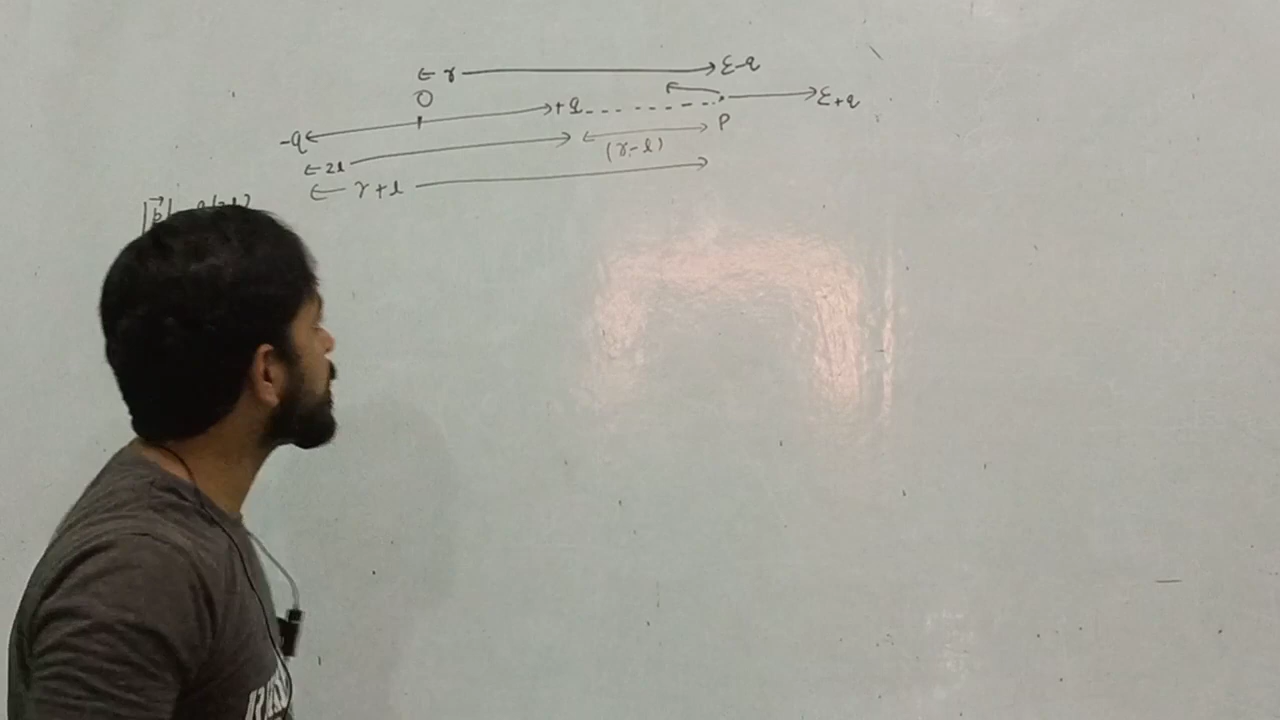 r
ε-q
O
+q
ε+q
-q
P
2l
(r-l)
r+l
|p⃗|